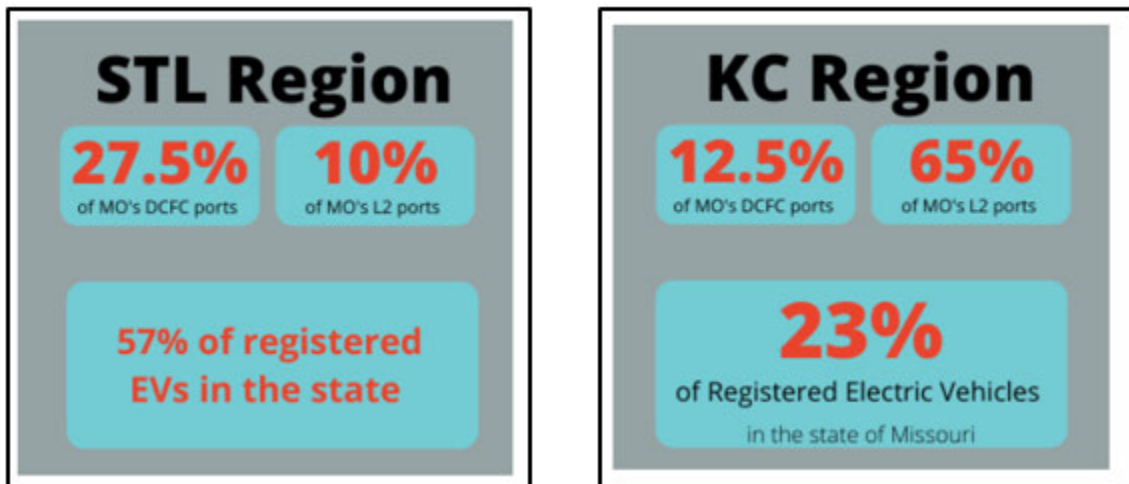 STL Region
27.5%
of MO's DCFC ports
10%
of MO's L2 ports
57% of registered
EVs in the state
KC Region
12.5%
of MO's DCFC ports
65%
of MO's L2 ports
23%
of Registered Electric Vehicles
in the state of Missouri